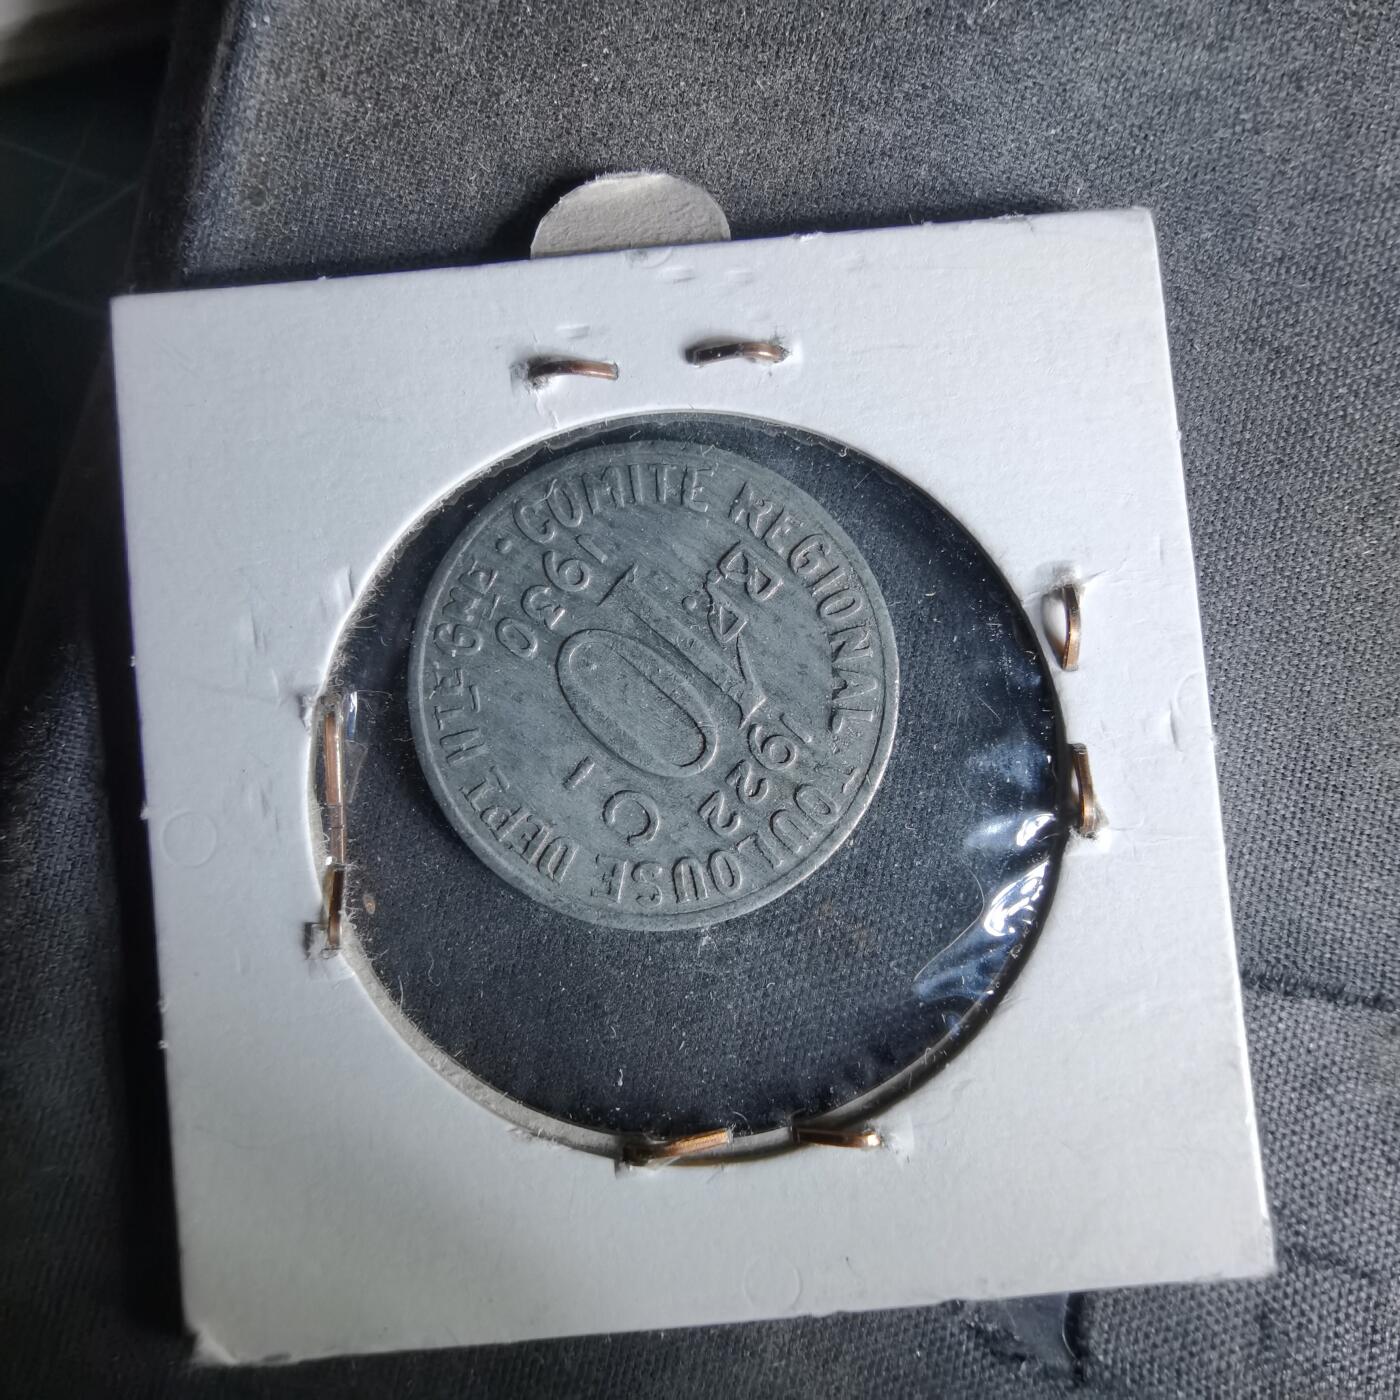 COMITE REGIONAL · TOULOUSE DEPT HTE GNE ·
1930
10 C
1922